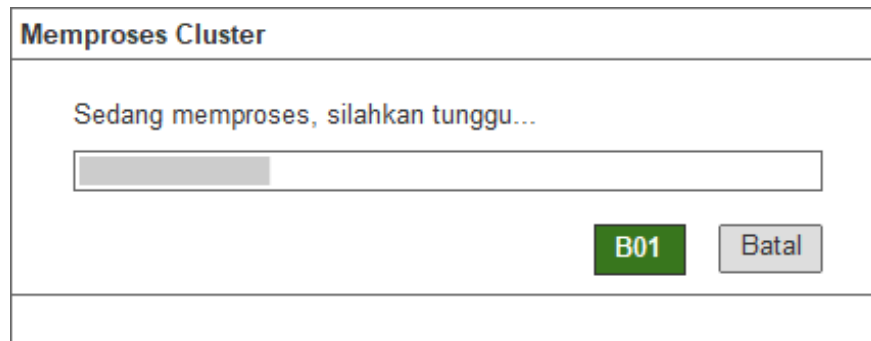 Memproses Cluster
Sedang memproses, silahkan tunggu...
B01 Batal